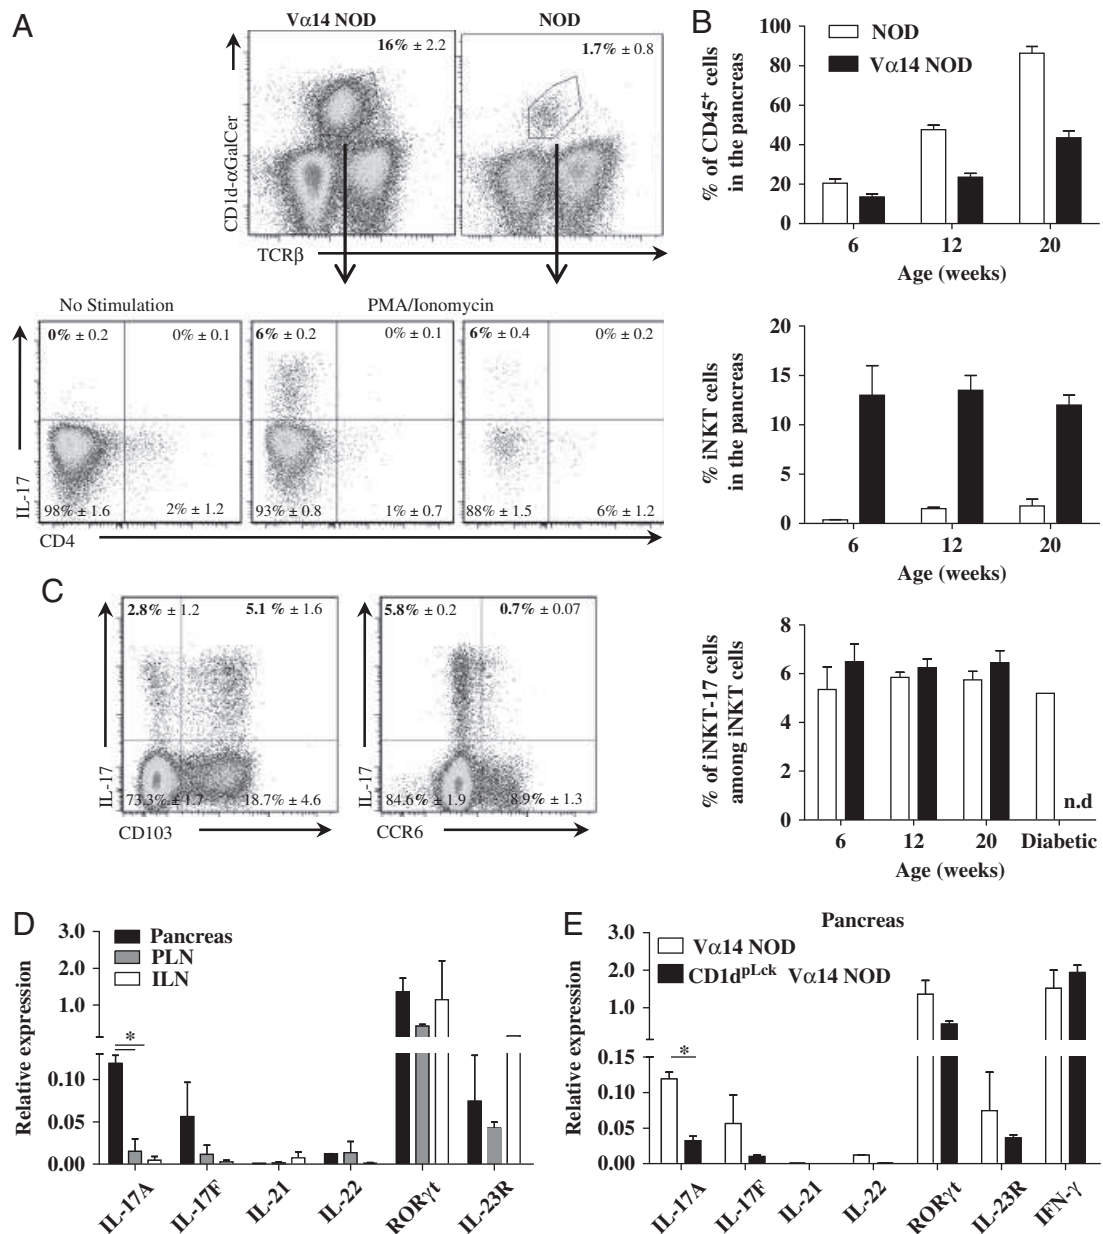 A
Vα14 NOD
NOD
16% ± 2.2
1.7% ± 0.8
CD1d-αGalCer
TCRβ
No Stimulation
PMA/Ionomycin
0% ± 0.2
0% ± 0.1
6% ± 0.2
0% ± 0.1
6% ± 0.4
0% ± 0.2
IL-17
98% ± 1.6
2% ± 1.2
93% ± 0.8
1% ± 0.7
88% ± 1.5
6% ± 1.2
CD4
B
% of CD45+ cells
in the pancreas
100
80
60
40
20
0
NOD
Vα14 NOD
6
12
20
Age (weeks)
% iNKT cells
in the pancreas
20
15
10
5
0
6
12
20
Age (weeks)
% of iNKT-17 cells
among iNKT cells
8
6
4
2
0
n.d
6
12
20
Diabetic
Age (weeks)
C
2.8% ± 1.2
5.1 % ± 1.6
IL-17
73.3% ± 1.7
18.7% ± 4.6
CD103
5.8% ± 0.2
0.7% ± 0.07
IL-17
84.6% ± 1.9
8.9% ± 1.3
CCR6
D
Relative expression
3.0
2.0
1.0
0.10
0.05
0.00
Pancreas
PLN
ILN
*
IL-17A
IL-17F
IL-21
IL-22
RORγt
IL-23R
E
Pancreas
Relative expression
3.0
2.0
1.0
0.15
0.10
0.05
0.00
Vα14 NOD
CD1dpLck Vα14 NOD
*
IL-17A
IL-17F
IL-21
IL-22
RORγt
IL-23R
IFN-γ